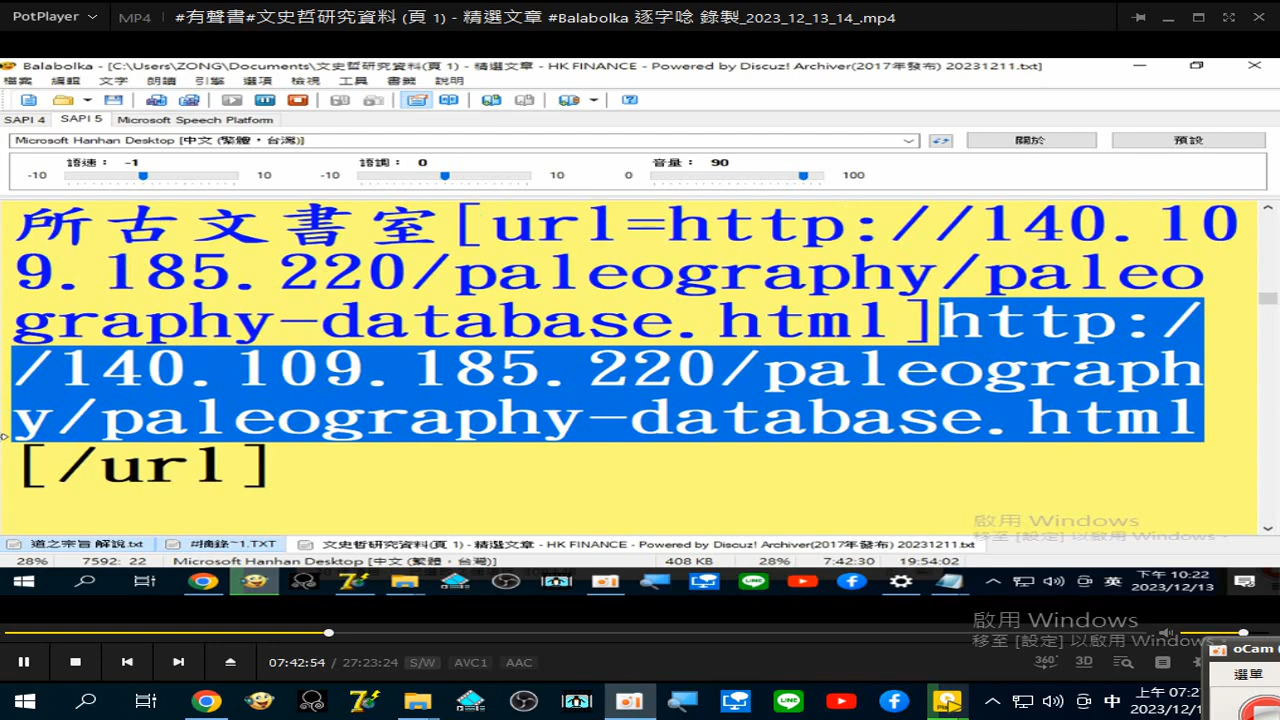 PotPlayer MP4 #有聲書#文史哲研究資料 (頁 1) - 精選文章 #Balabolka 逐字唸 錄製_2023_12_13_14_.mp4
Balabolka - [C:\Users\ZONG\Documents\文史哲研究資料(頁 1) - 精選文章 - HK FINANCE - Powered by Discuz! Archiver(2017年發布) 20231211.txt]
檔案 編輯 文字 朗讀 引擎 選項 檢視 工具 書籤 說明
SAPI 4 SAPI 5 Microsoft Speech Platform
Microsoft Hanhan Desktop [中文 (繁體，台灣)] 關於 預設
語速： -1 語調： 0 音量： 90
-10 10 -10 10 0 100
所古文書室[url=http://140.10
9.185.220/paleography/paleo
graphy-database.html]http:/
/140.109.185.220/paleograph
y/paleography-database.html
[/url]
啟用 Windows
移至 [設定] 以啟用 Windows。
道之宗旨 解說.txt #摘錄~1.TXT 文史哲研究資料(頁 1) - 精選文章 - HK FINANCE - Powered by Discuz! Archiver(2017年發布) 20231211.txt
28% 7592: 22 Microsoft Hanhan Desktop [中文 (繁體，台灣)] 408 KB 28% 7:42:30 19:54:02
英 下午 10:22
2023/12/13
啟用 Windows
移至 [設定] 以啟用 Windows。
07:42:54 / 27:23:24 S/W AVC1 AAC 360° 3D
oCam (
選單
中 上午 07:2
2023/12/1